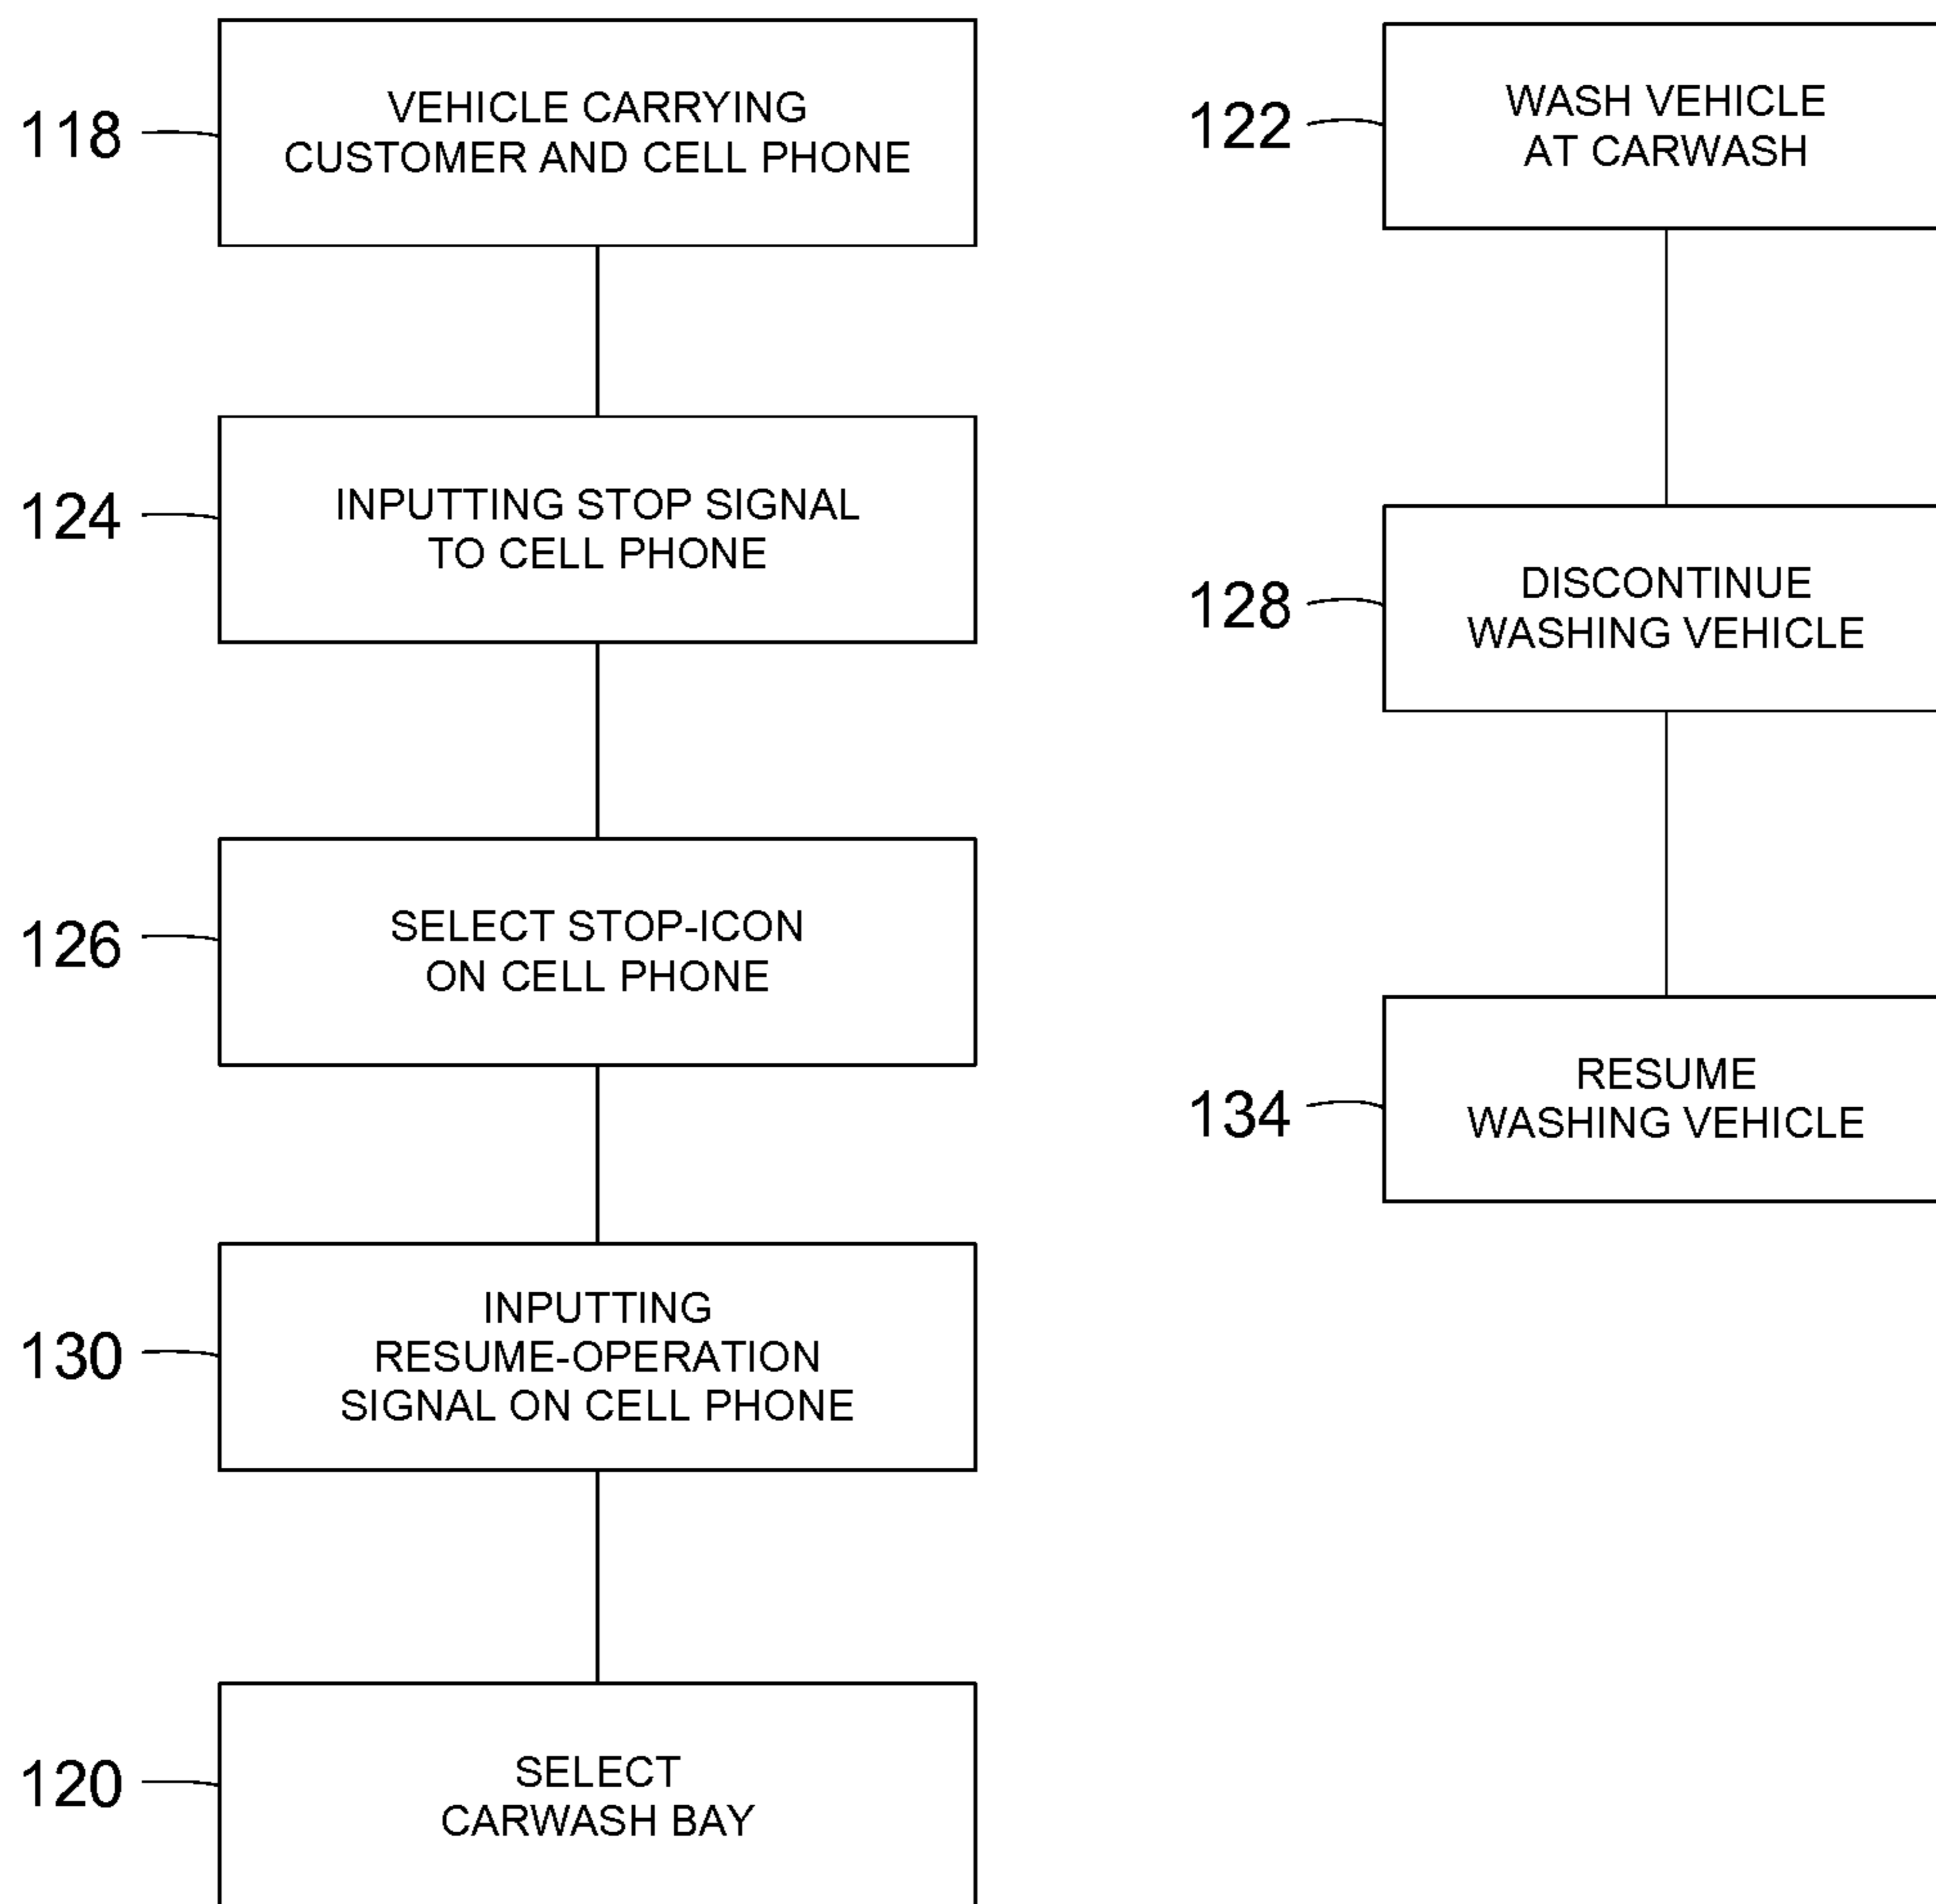 118
VEHICLE CARRYING
CUSTOMER AND CELL PHONE
124
INPUTTING STOP SIGNAL
TO CELL PHONE
126
SELECT STOP-ICON
ON CELL PHONE
130
INPUTTING
RESUME-OPERATION
SIGNAL ON CELL PHONE
120
SELECT
CARWASH BAY
122
WASH VEHICLE
AT CARWASH
128
DISCONTINUE
WASHING VEHICLE
134
RESUME
WASHING VEHICLE